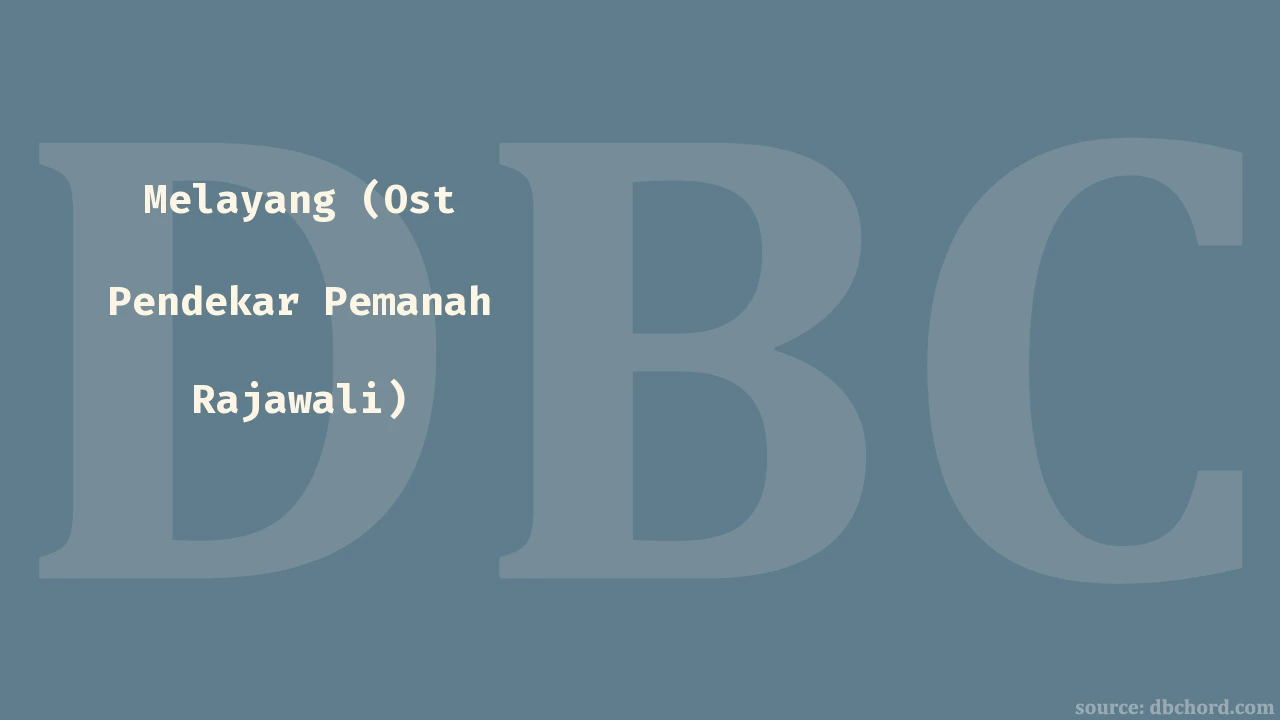 DBC
Melayang (Ost
Pendekar Pemanah
Rajawali)
source: dbchord.com